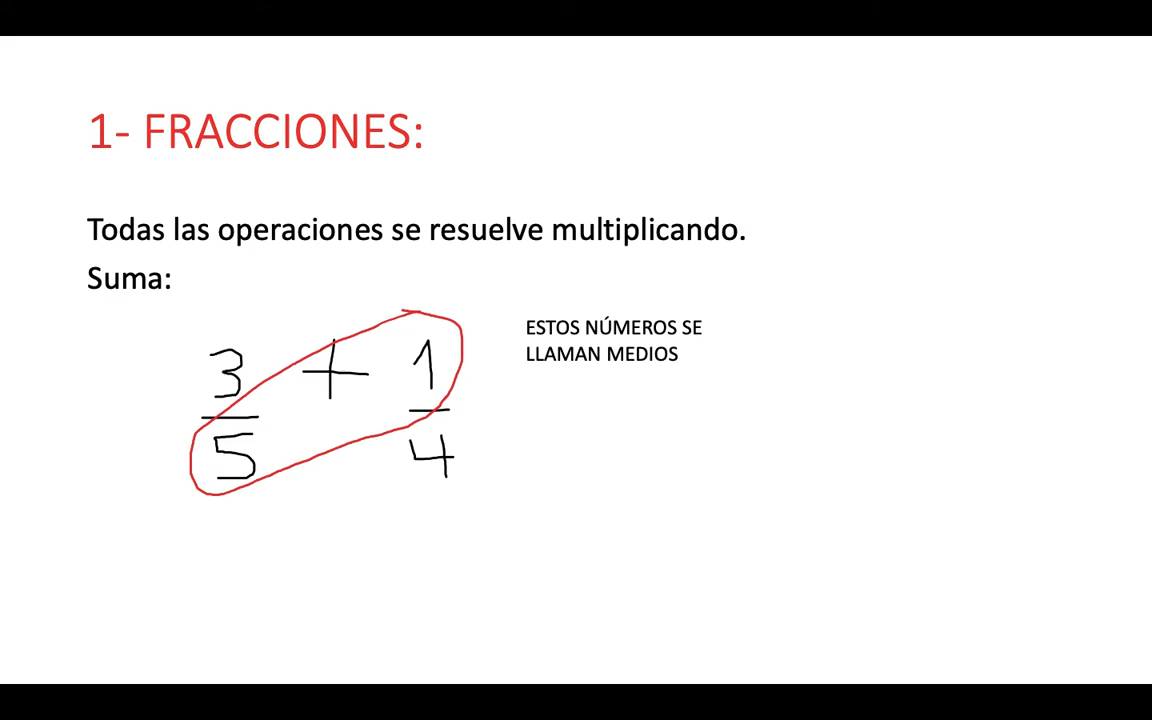 1- FRACCIONES:
Todas las operaciones se resuelve multiplicando.
Suma:
ESTOS NÚMEROS SE
LLAMAN MEDIOS
3 + 1
5 4